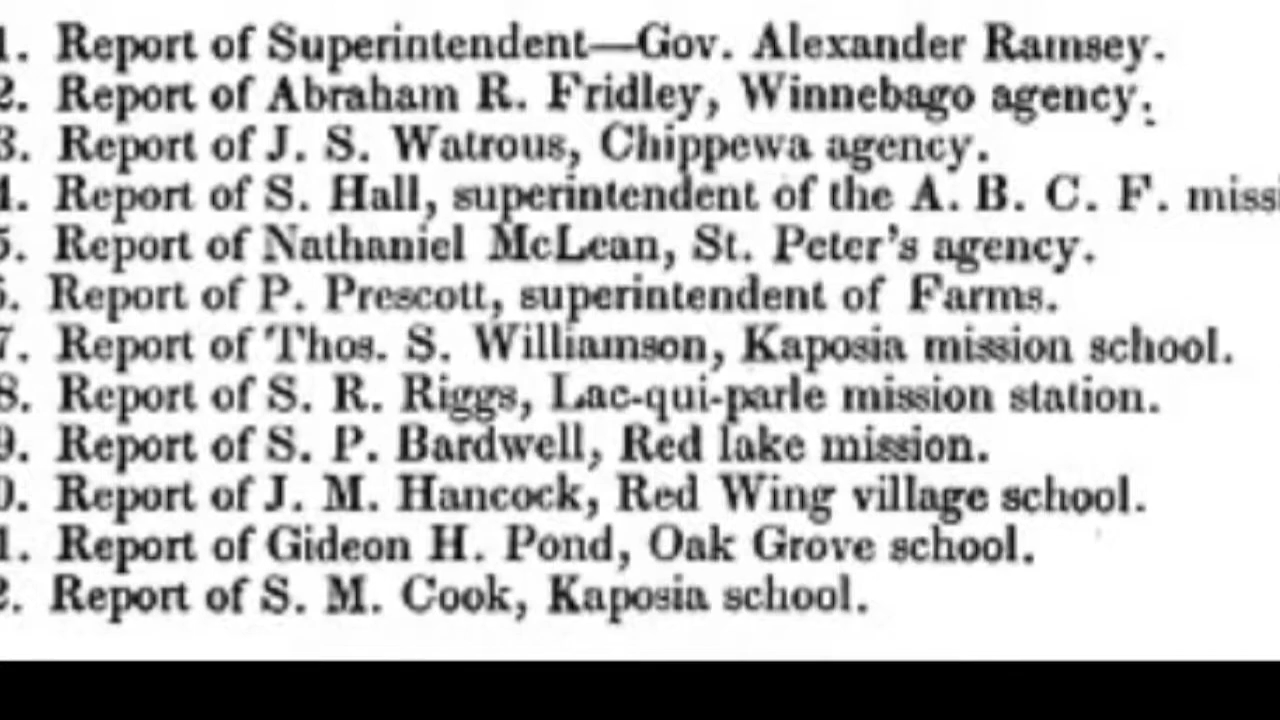 1. Report of Superintendent—Gov. Alexander Ramsey.
2. Report of Abraham R. Fridley, Winnebago agency.
3. Report of J. S. Watrous, Chippewa agency.
4. Report of S. Hall, superintendent of the A. B. C. F. missi
5. Report of Nathaniel McLean, St. Peter's agency.
6. Report of P. Prescott, superintendent of Farms.
7. Report of Thos. S. Williamson, Kaposia mission school.
8. Report of S. R. Riggs, Lac-qui-parle mission station.
9. Report of S. P. Bardwell, Red lake mission.
0. Report of J. M. Hancock, Red Wing village school.
1. Report of Gideon H. Pond, Oak Grove school.
2. Report of S. M. Cook, Kaposia school.